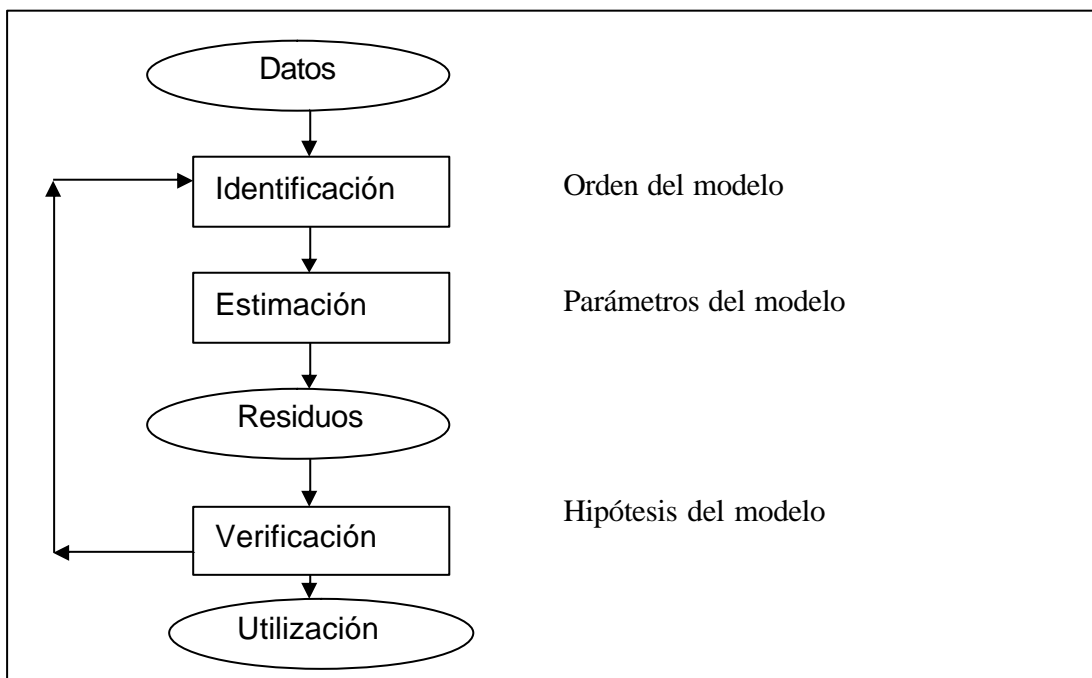 Datos
Identificación
Orden del modelo
Estimación
Parámetros del modelo
Residuos
Verificación
Hipótesis del modelo
Utilización